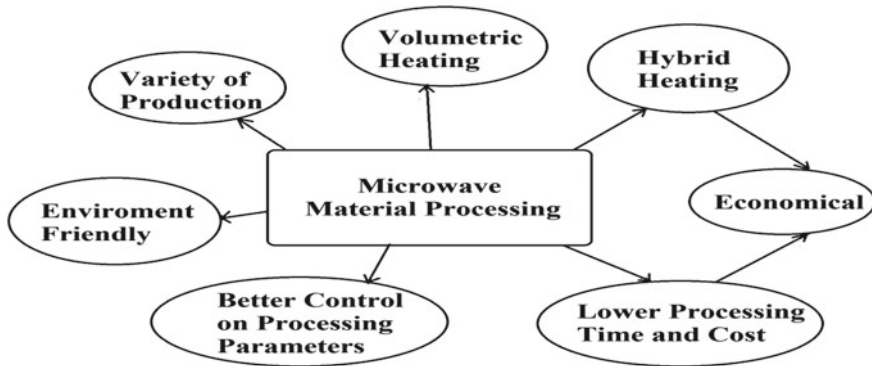 Volumetric
Heating
Hybrid
Heating
Variety of
Production
Microwave
Material Processing
Economical
Enviroment
Friendly
Better Control
on Processing
Parameters
Lower Processing
Time and Cost